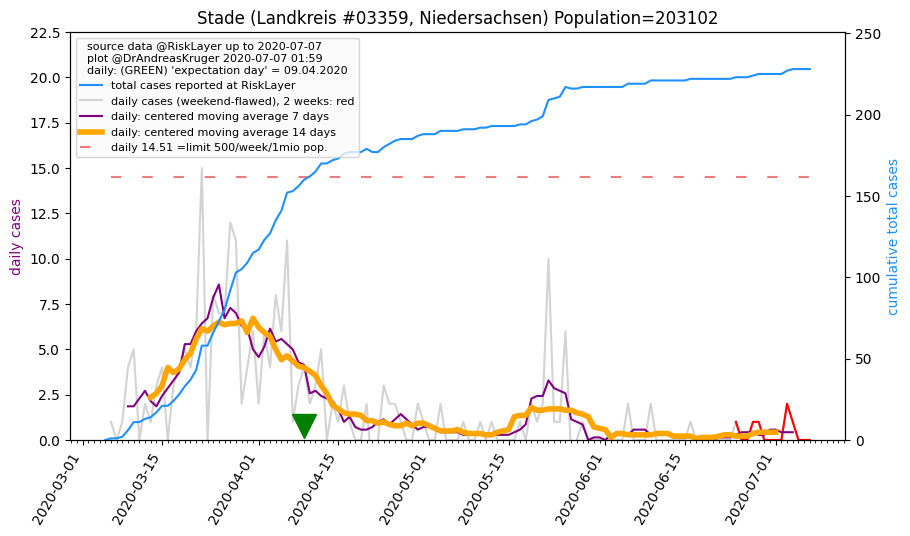 Stade (Landkreis #03359, Niedersachsen) Population=203102
source data @RiskLayer up to 2020-07-07
plot @DrAndreasKruger 2020-07-07 01:59
daily: (GREEN) 'expectation day' = 09.04.2020
total cases reported at RiskLayer
daily cases (weekend-flawed), 2 weeks: red
daily: centered moving average 7 days
daily: centered moving average 14 days
daily 14.51 =limit 500/week/1mio pop.
daily cases
22.5
20.0
17.5
15.0
12.5
10.0
7.5
5.0
2.5
0.0
250
200
150
100
50
0
cumulative total cases
2020-03-01
2020-03-15
2020-04-01
2020-04-15
2020-05-01
2020-05-15
2020-06-01
2020-06-15
2020-07-01